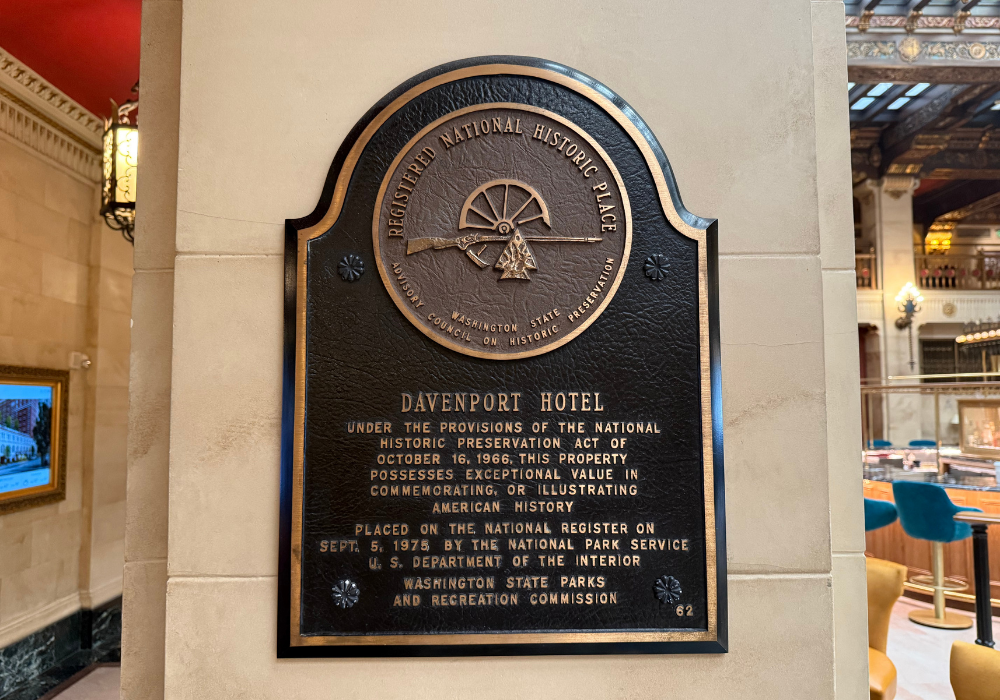 REGISTERED NATIONAL HISTORIC PLACE
WASHINGTON STATE
ADVISORY COUNCIL ON HISTORIC PRESERVATION
DAVENPORT HOTEL
UNDER THE PROVISIONS OF THE NATIONAL
HISTORIC PRESERVATION ACT OF
OCTOBER 16, 1966, THIS PROPERTY
POSSESSES EXCEPTIONAL VALUE IN
COMMEMORATING, OR ILLUSTRATING
AMERICAN HISTORY
PLACED ON THE NATIONAL REGISTER ON
SEPT. 5, 1975 BY THE NATIONAL PARK SERVICE
U. S. DEPARTMENT OF THE INTERIOR
WASHINGTON STATE PARKS
AND RECREATION COMMISSION
62